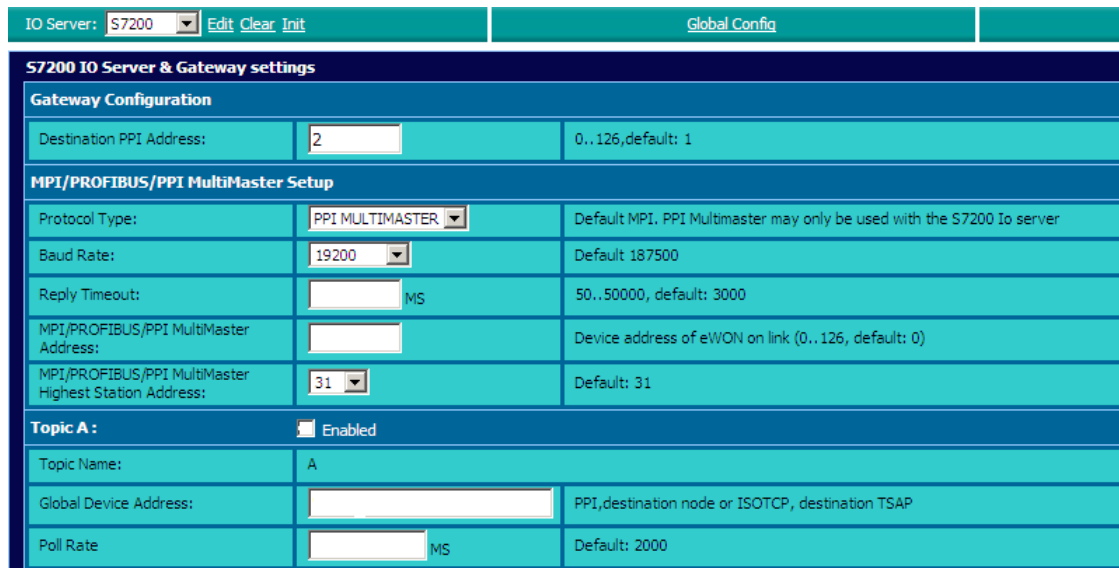 IO Server: S7200 Edit Clear Init Global Config
S7200 IO Server & Gateway settings
Gateway Configuration
Destination PPI Address: 2 0..126,default: 1
MPI/PROFIBUS/PPI MultiMaster Setup
Protocol Type: PPI MULTIMASTER Default MPI. PPI Multimaster may only be used with the S7200 Io server
Baud Rate: 19200 Default 187500
Reply Timeout: MS 50..50000, default: 3000
MPI/PROFIBUS/PPI MultiMaster
Address: Device address of eWON on link (0..126, default: 0)
MPI/PROFIBUS/PPI MultiMaster
Highest Station Address: 31 Default: 31
Topic A : Enabled
Topic Name: A
Global Device Address: PPI,destination node or ISOTCP, destination TSAP
Poll Rate MS Default: 2000